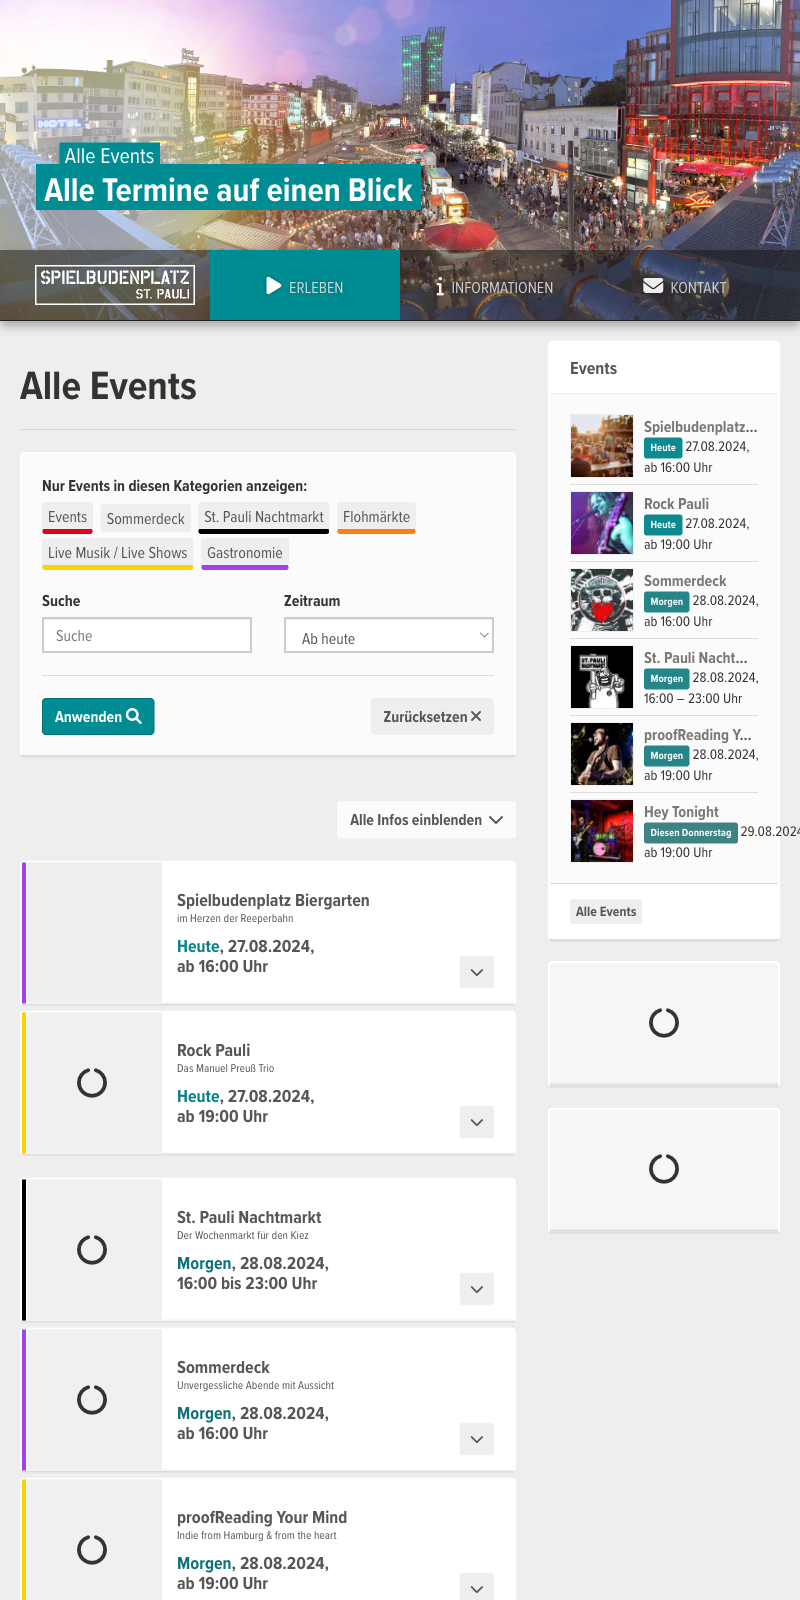 Alle Events
Alle Termine auf einen Blick
HOTEL
SPIELBUDENPLATZ
ST. PAULI
ERLEBEN
INFORMATIONEN
KONTAKT
Alle Events
Nur Events in diesen Kategorien anzeigen:
Events Sommerdeck St. Pauli Nachtmarkt Flohmärkte
Live Musik / Live Shows Gastronomie
Suche Zeitraum
Suche Ab heute
Anwenden Zurücksetzen
Alle Infos einblenden
Spielbudenplatz Biergarten
im Herzen der Reeperbahn
Heute, 27.08.2024,
ab 16:00 Uhr
Rock Pauli
Das Manuel Preuß Trio
Heute, 27.08.2024,
ab 19:00 Uhr
St. Pauli Nachtmarkt
Der Wochenmarkt für den Kiez
Morgen, 28.08.2024,
16:00 bis 23:00 Uhr
Sommerdeck
Unvergessliche Abende mit Aussicht
Morgen, 28.08.2024,
ab 16:00 Uhr
proofReading Your Mind
Indie from Hamburg & from the heart
Morgen, 28.08.2024,
ab 19:00 Uhr
Events
Spielbudenplatz...
Heute 27.08.2024,
ab 16:00 Uhr
Rock Pauli
Heute 27.08.2024,
ab 19:00 Uhr
Sommerdeck
Morgen 28.08.2024,
ab 16:00 Uhr
St. Pauli Nacht...
Morgen 28.08.2024,
16:00 – 23:00 Uhr
proofReading Y...
Morgen 28.08.2024,
ab 19:00 Uhr
Hey Tonight
Diesen Donnerstag 29.08.2024
ab 19:00 Uhr
Alle Events